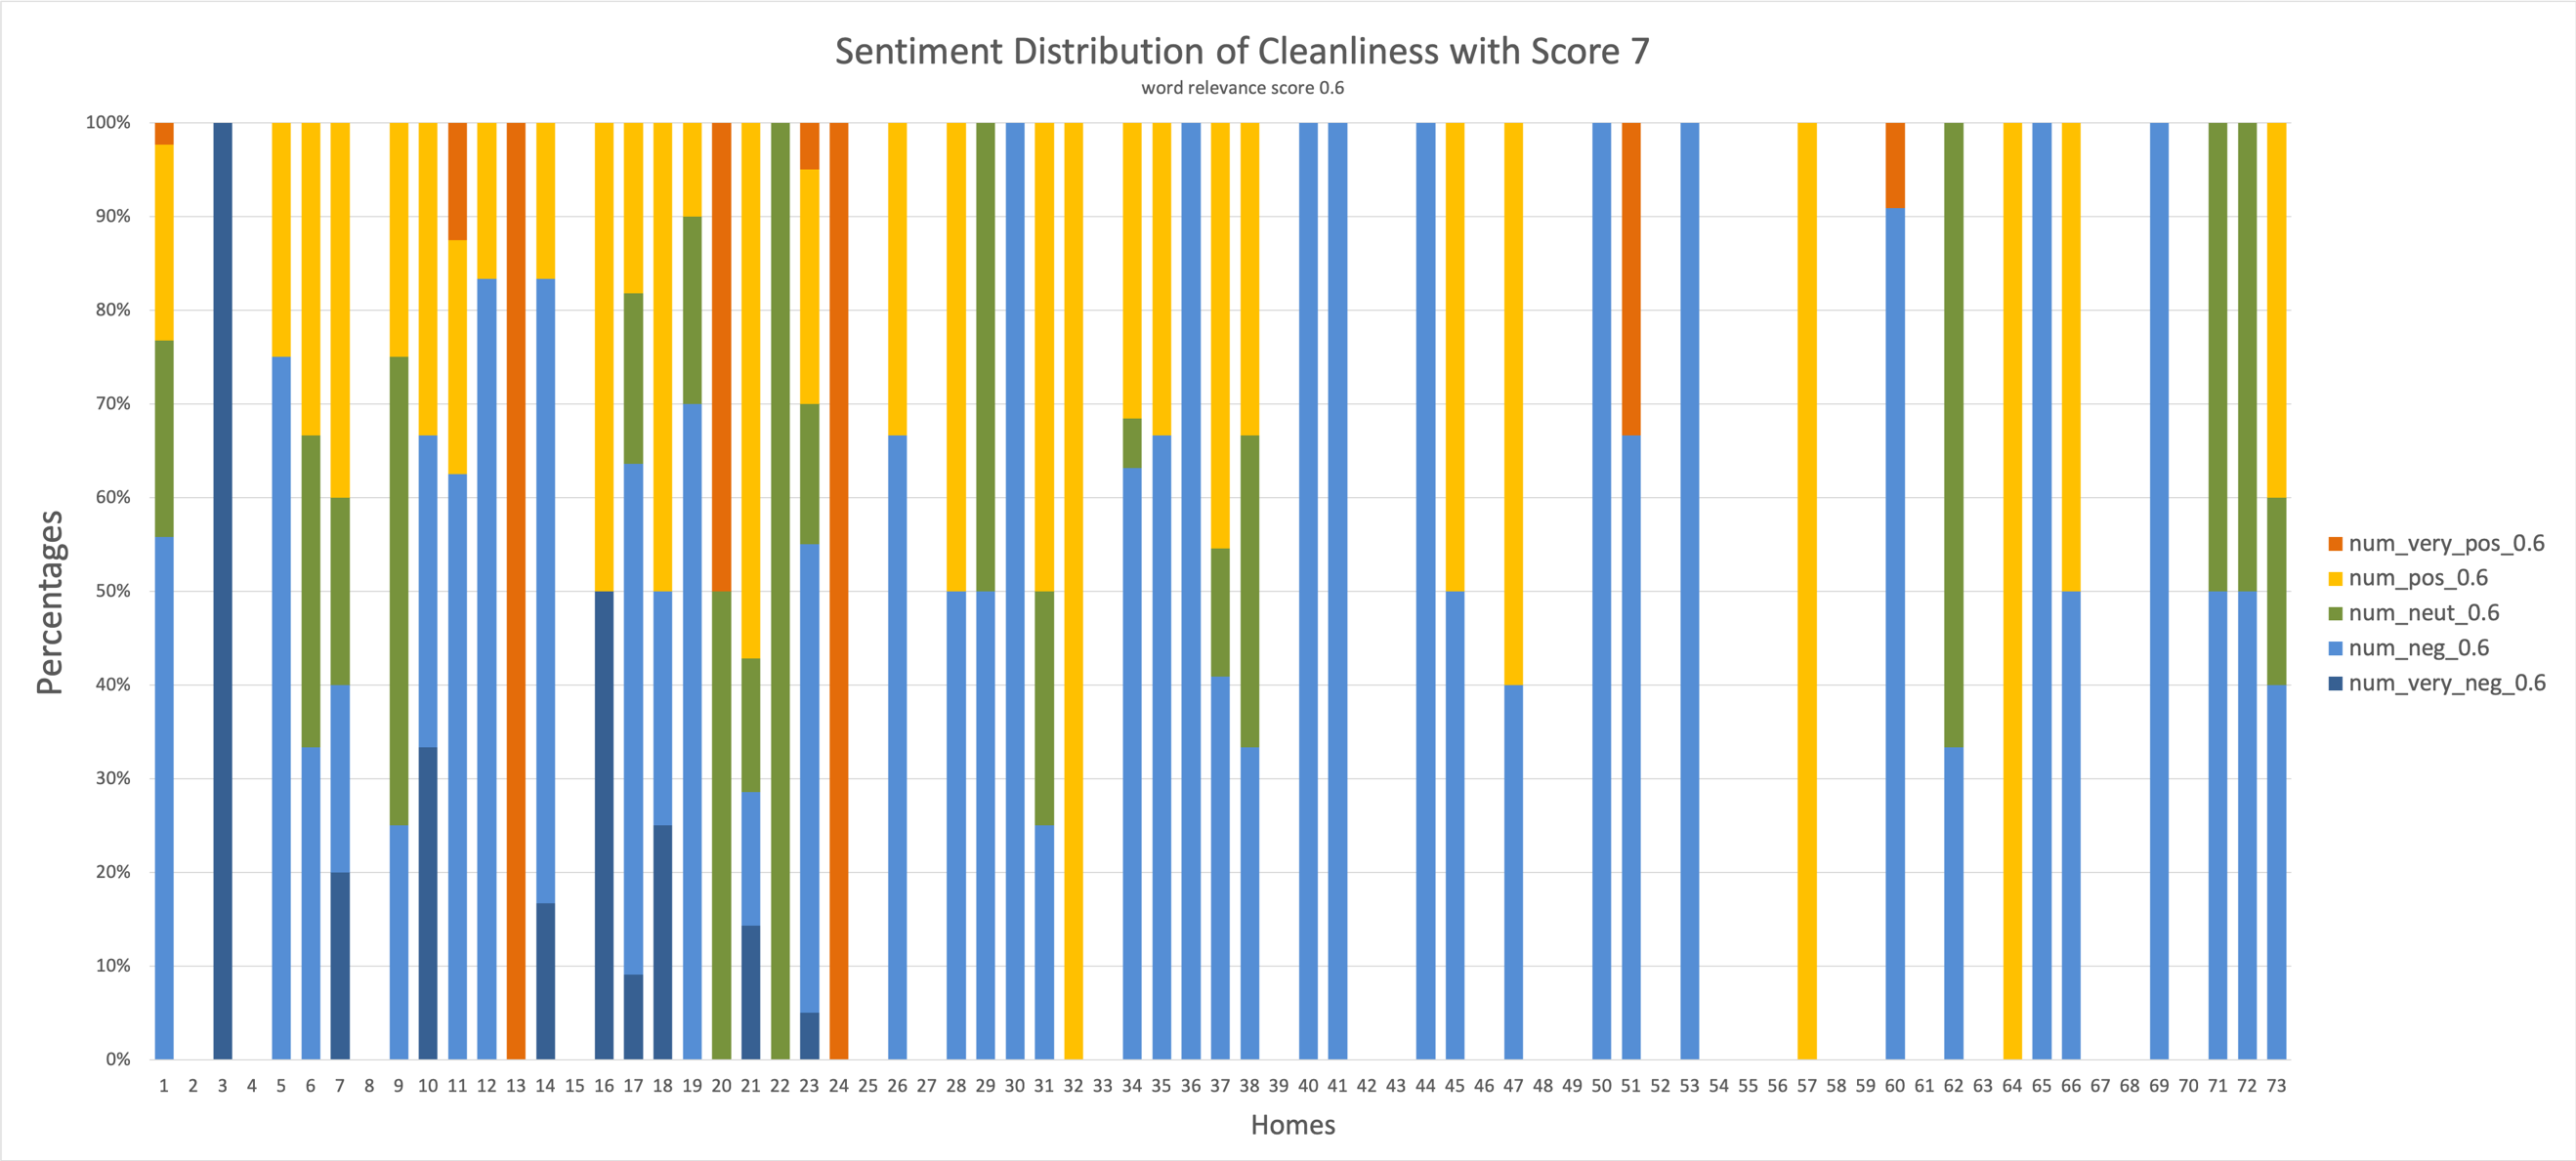 Sentiment Distribution of Cleanliness with Score 7
word relevance score 0.6
100%
90%
80%
70%
60%
50%
40%
30%
20%
10%
0%
Percentages
1 2 3 4 5 6 7 8 9 10 11 12 13 14 15 16 17 18 19 20 21 22 23 24 25 26 27 28 29 30 31 32 33 34 35 36 37 38 39 40 41 42 43 44 45 46 47 48 49 50 51 52 53 54 55 56 57 58 59 60 61 62 63 64 65 66 67 68 69 70 71 72 73
Homes
num_very_pos_0.6
num_pos_0.6
num_neut_0.6
num_neg_0.6
num_very_neg_0.6